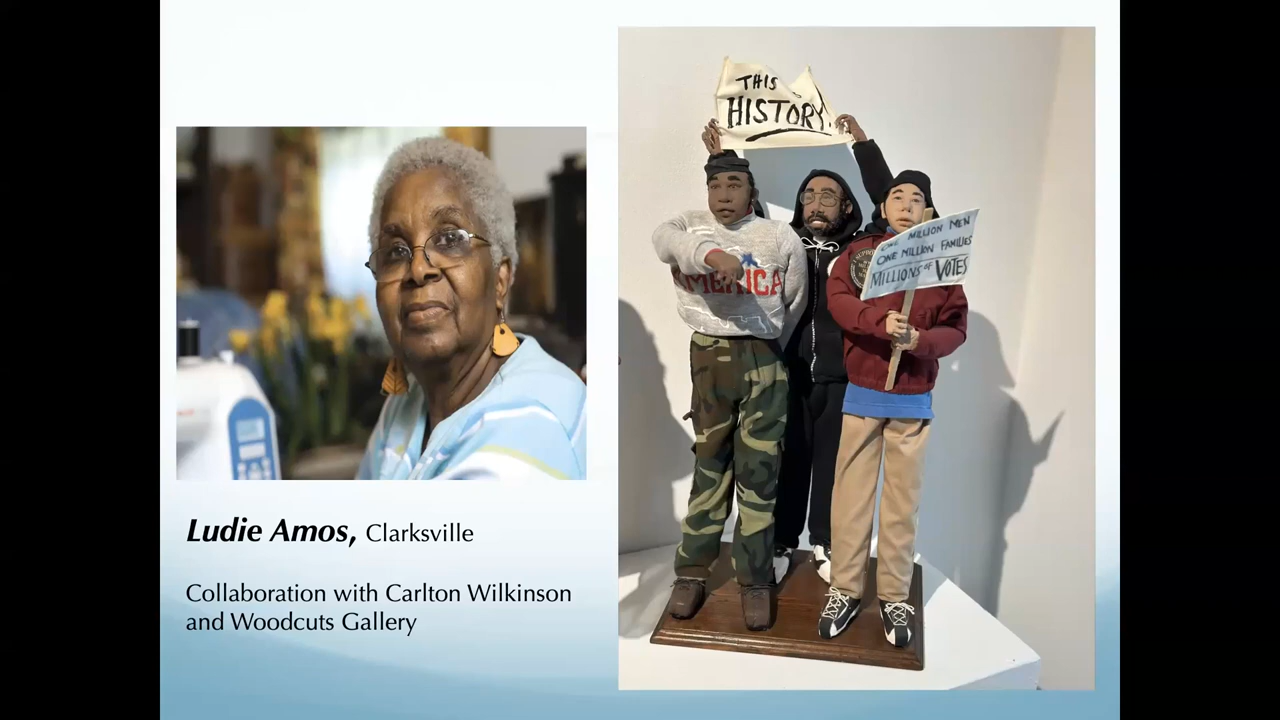 Ludie Amos, Clarksville
Collaboration with Carlton Wilkinson
and Woodcuts Gallery
THIS
HISTORY.
AMERICA
ONE MILLION MEN
ONE MILLION FAMILIES
MILLIONS OF VOTES